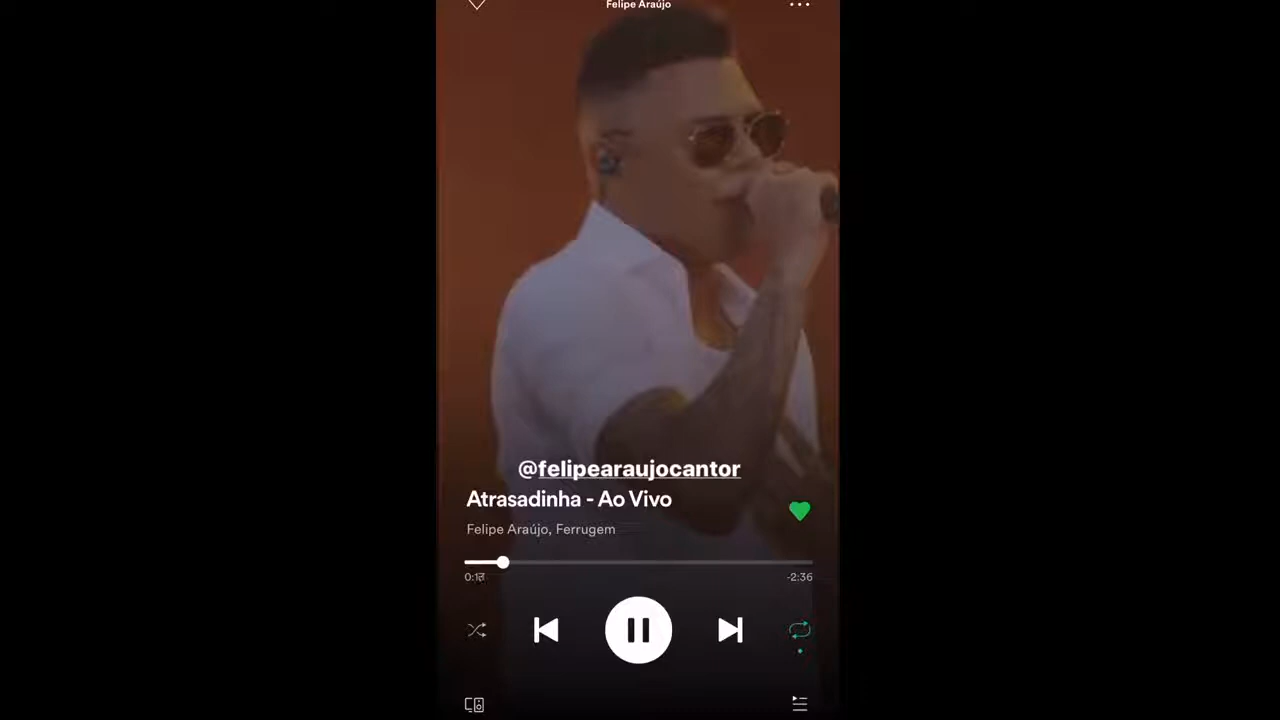 Felipe Araújo
@felipearaujocantor
Atrasadinha - Ao Vivo
Felipe Araújo, Ferrugem
-2:36